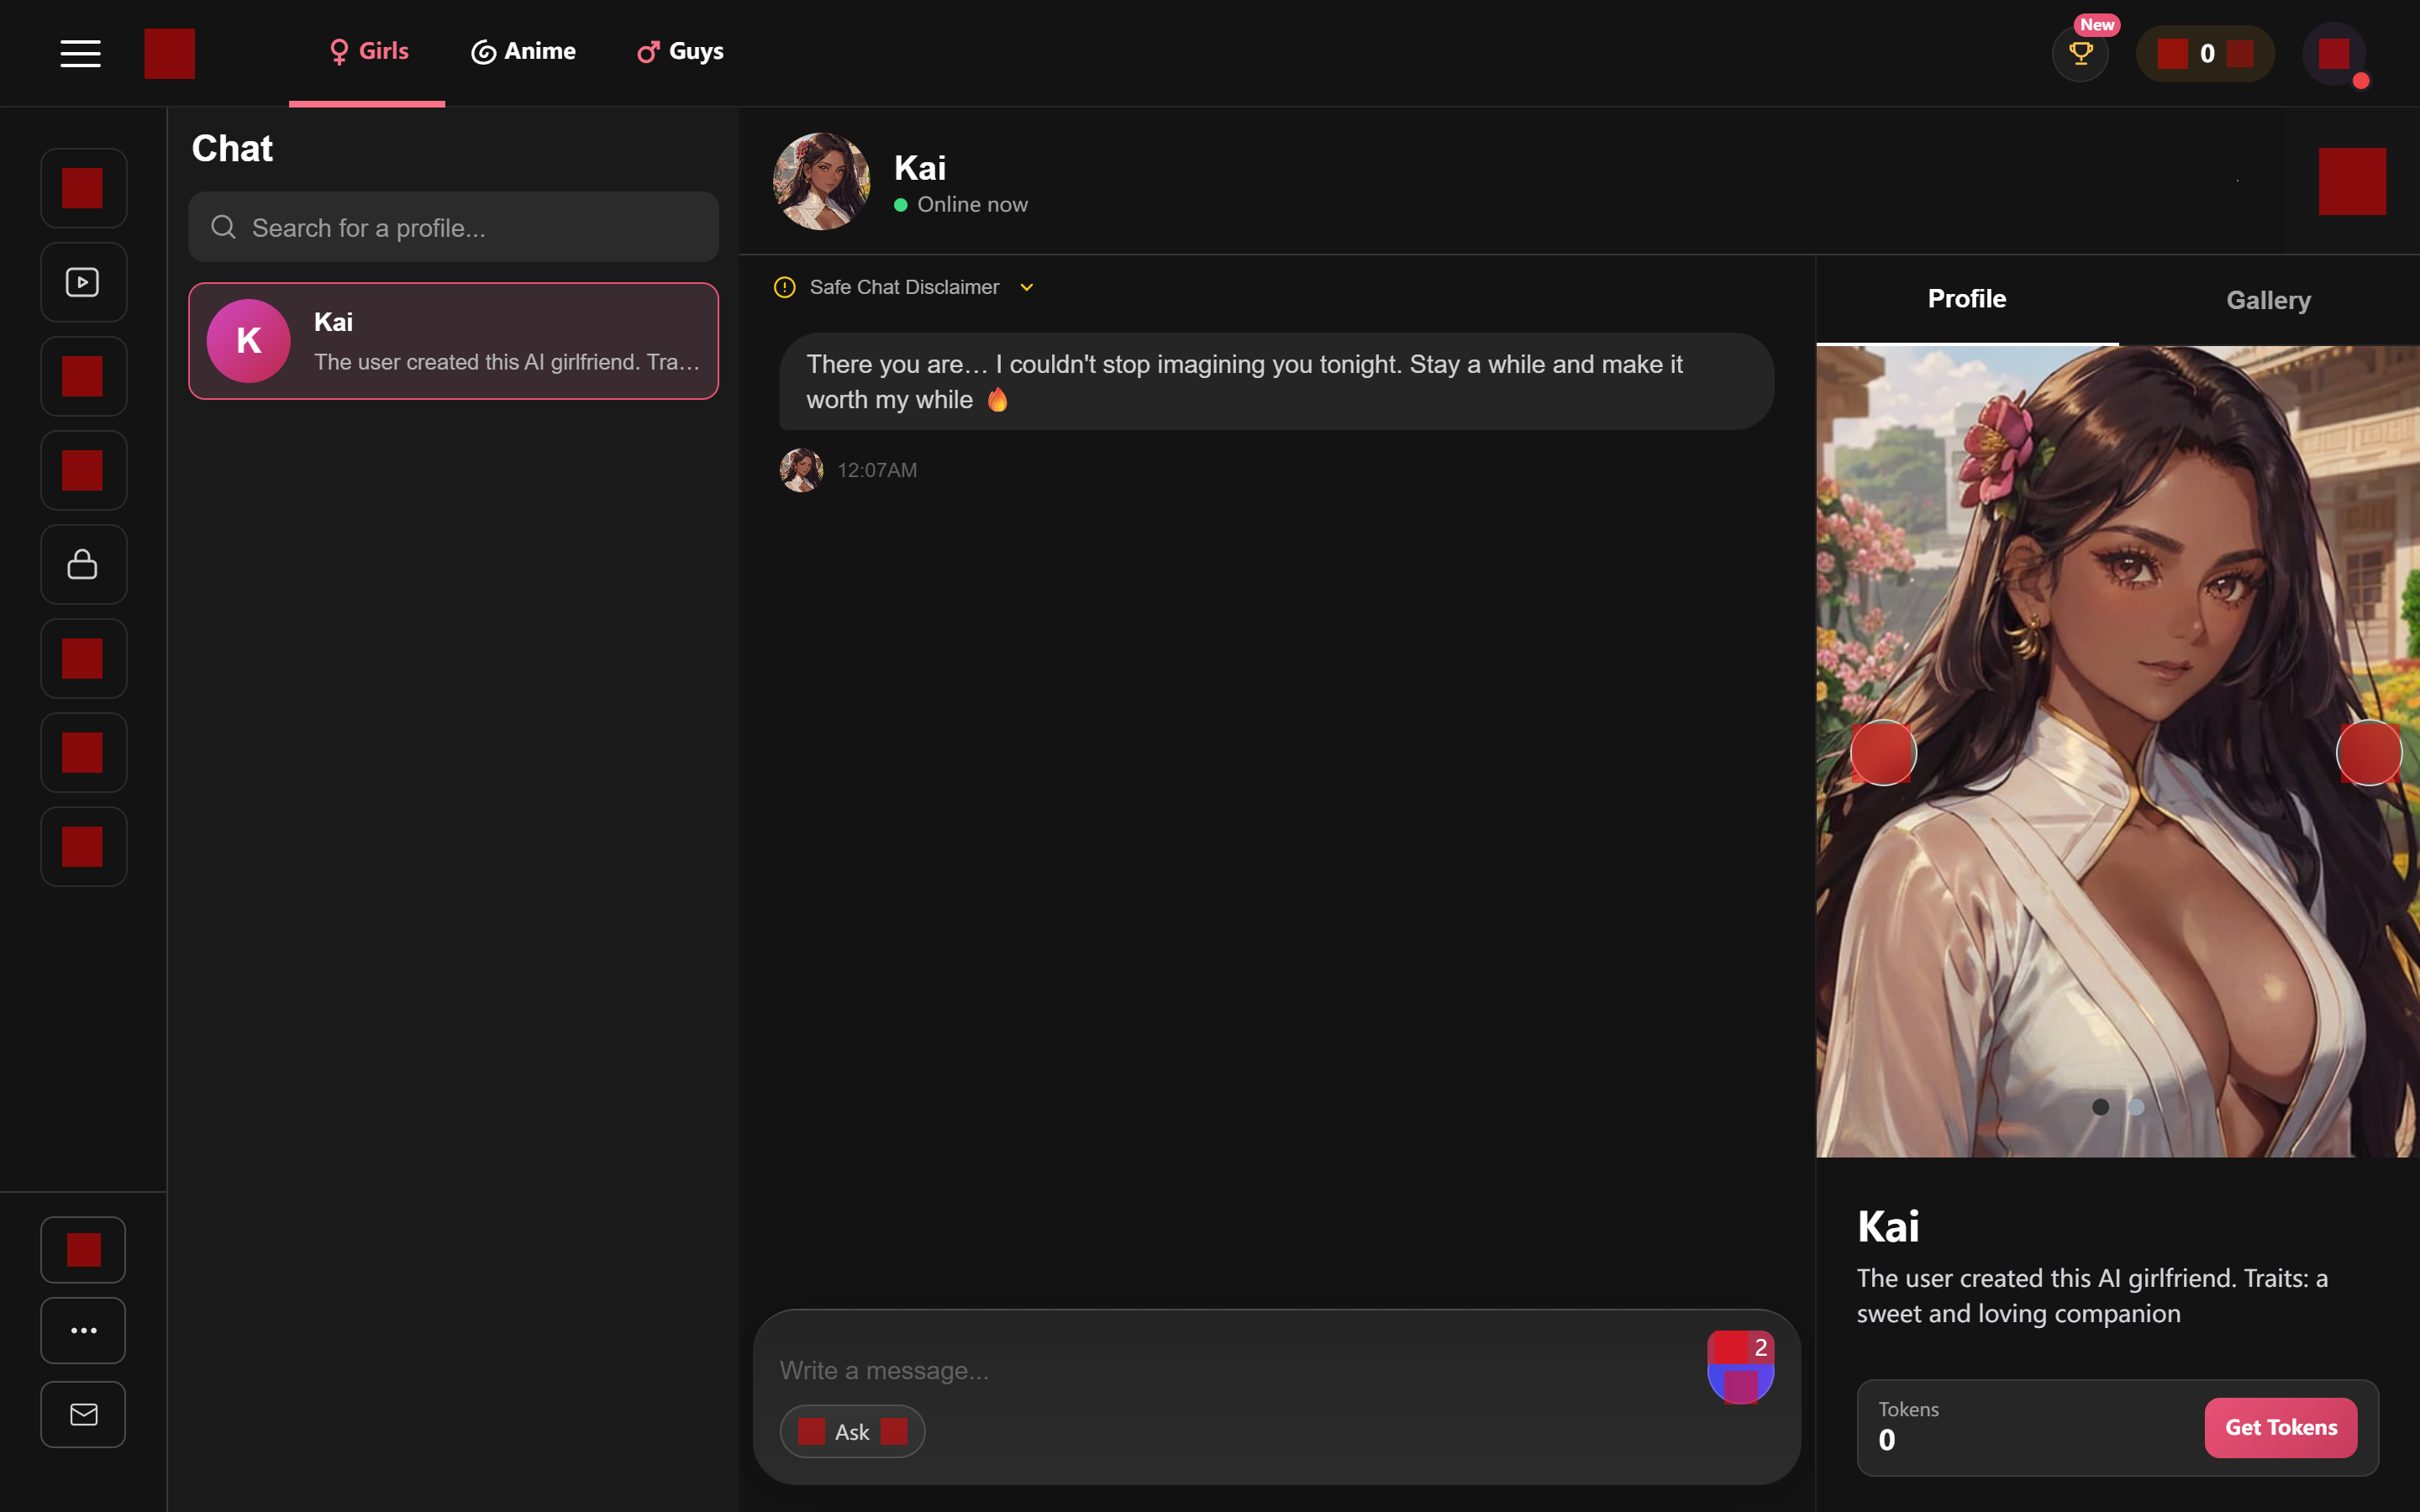 Girls
Anime
Guys
New
0
Chat
Search for a profile...
K
Kai
The user created this AI girlfriend. Tra...
Kai
Online now
Safe Chat Disclaimer
There you are... I couldn't stop imagining you tonight. Stay a while and make it
worth my while 🔥
12:07AM
Write a message...
2
Ask
Profile
Gallery
Kai
The user created this AI girlfriend. Traits: a
sweet and loving companion
Tokens
0
Get Tokens